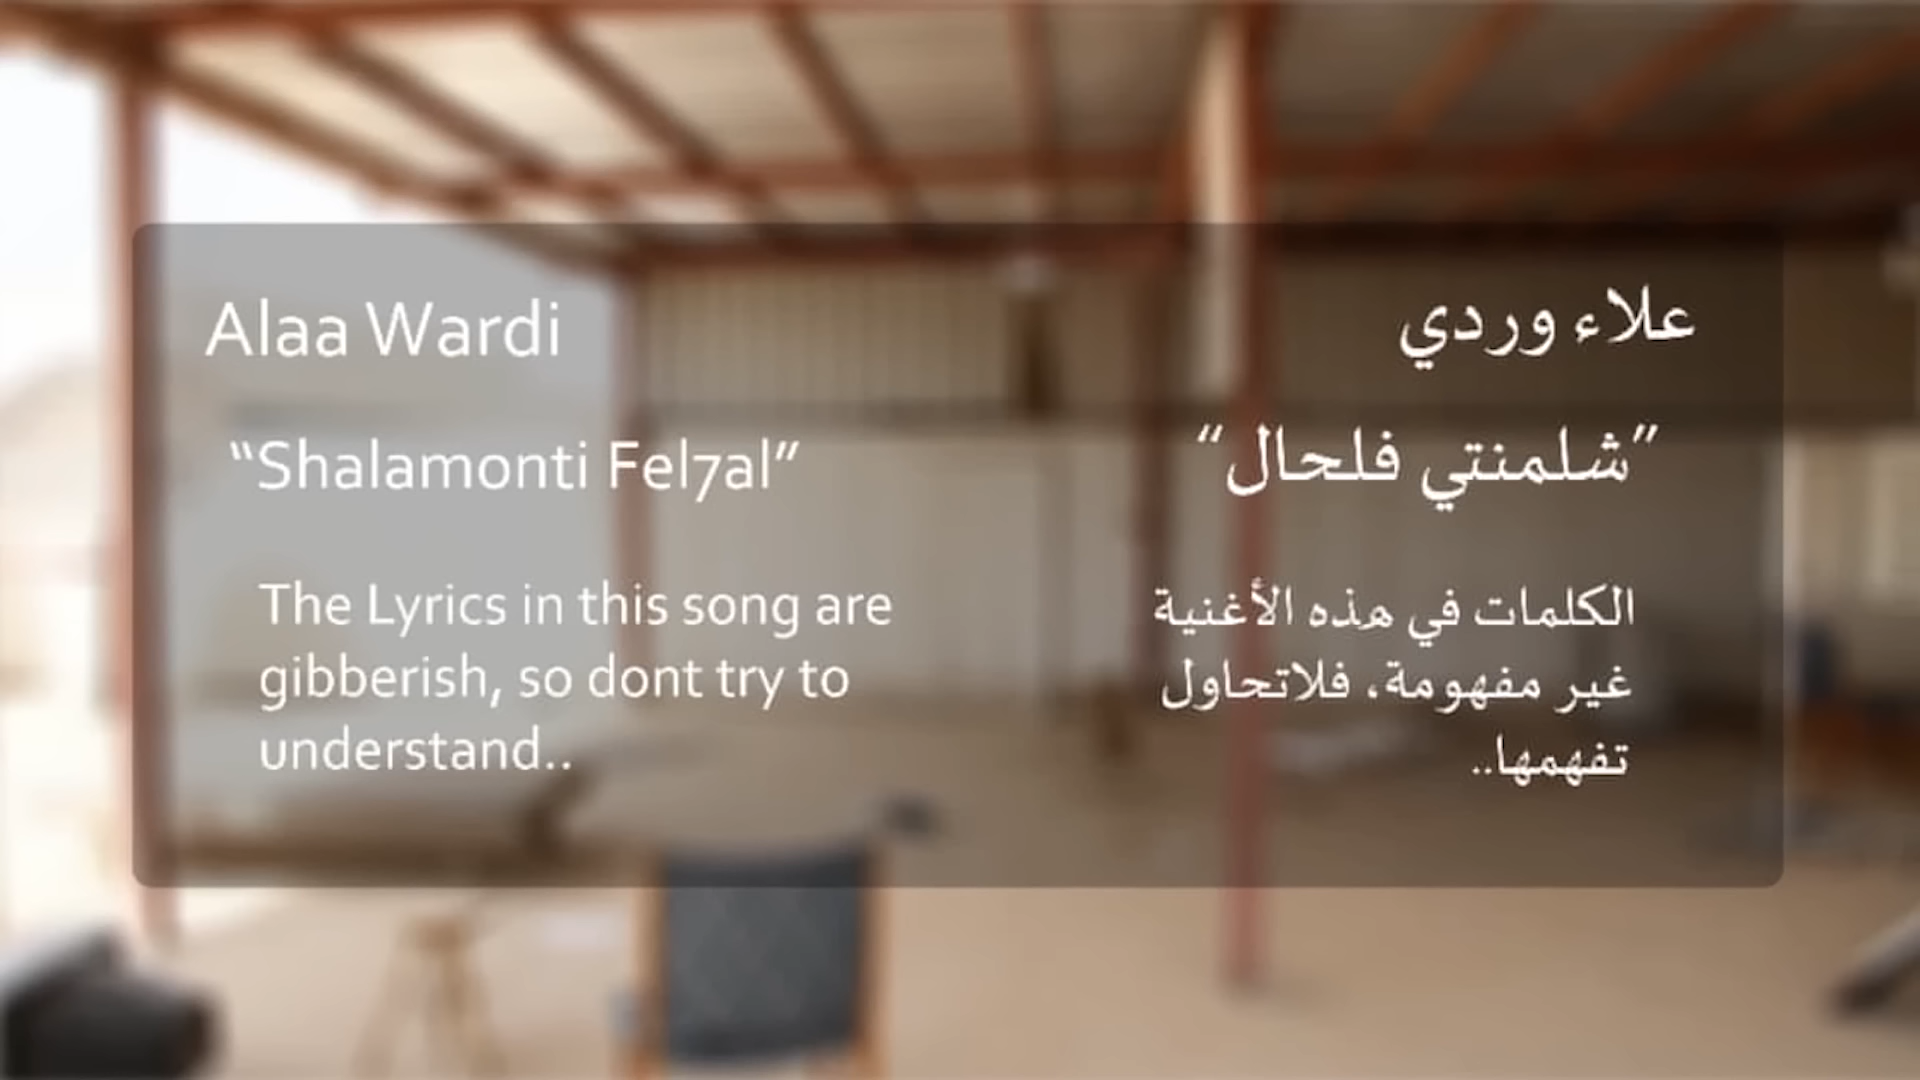 Alaa Wardi
“Shalamonti Fel7al”
The Lyrics in this song are
gibberish, so dont try to
understand..
علاء وردي
”شلمنتي فلحال“
الكلمات في هذه الأغنية
غير مفهومة، فلاتحاول
تفهمها..